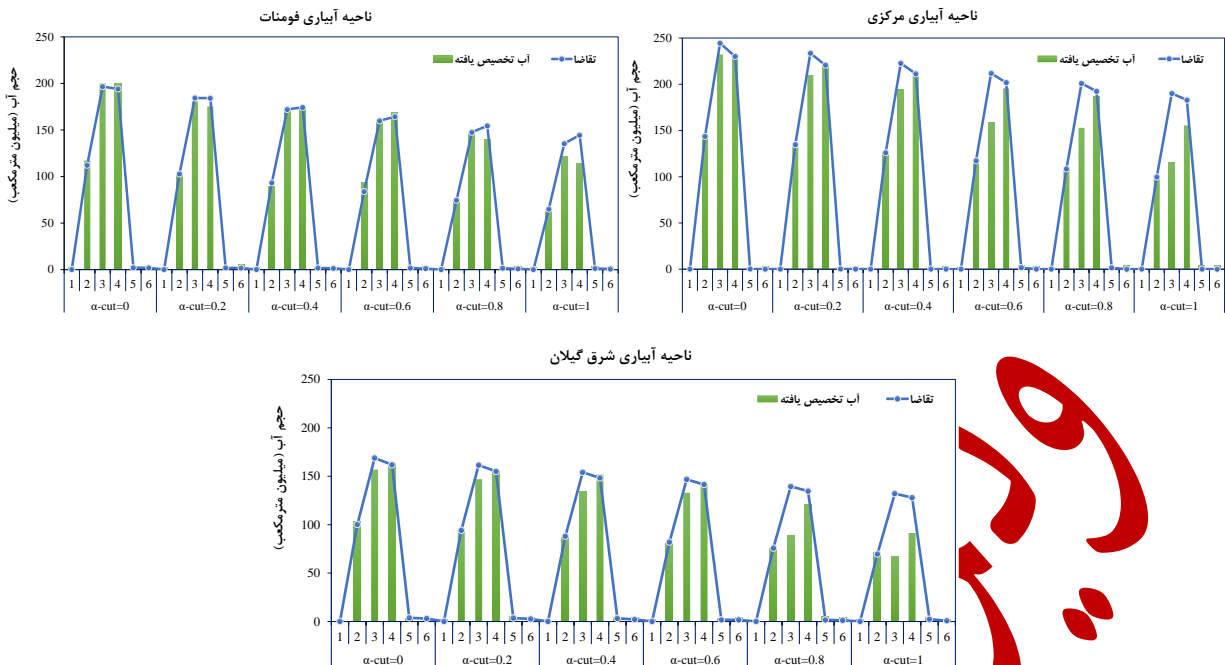 ناحیه آبیاری فومنات
حجم آب (میلیون مترمکعب)
آب تخصیص یافته تقاضا
250
200
150
100
50
0
1 2 3 4 5 6 1 2 3 4 5 6 1 2 3 4 5 6 1 2 3 4 5 6 1 2 3 4 5 6 1 2 3 4 5 6
α-cut=0 α-cut=0.2 α-cut=0.4 α-cut=0.6 α-cut=0.8 α-cut=1
ناحیه آبیاری مرکزی
حجم آب (میلیون مترمکعب)
آب تخصیص یافته تقاضا
250
200
150
100
50
0
1 2 3 4 5 6 1 2 3 4 5 6 1 2 3 4 5 6 1 2 3 4 5 6 1 2 3 4 5 6 1 2 3 4 5 6
α-cut=0 α-cut=0.2 α-cut=0.4 α-cut=0.6 α-cut=0.8 α-cut=1
ناحیه آبیاری شرق گیلان
حجم آب (میلیون مترمکعب)
آب تخصیص یافته تقاضا
250
200
150
100
50
0
1 2 3 4 5 6 1 2 3 4 5 6 1 2 3 4 5 6 1 2 3 4 5 6 1 2 3 4 5 6 1 2 3 4 5 6
α-cut=0 α-cut=0.2 α-cut=0.4 α-cut=0.6 α-cut=0.8 α-cut=1